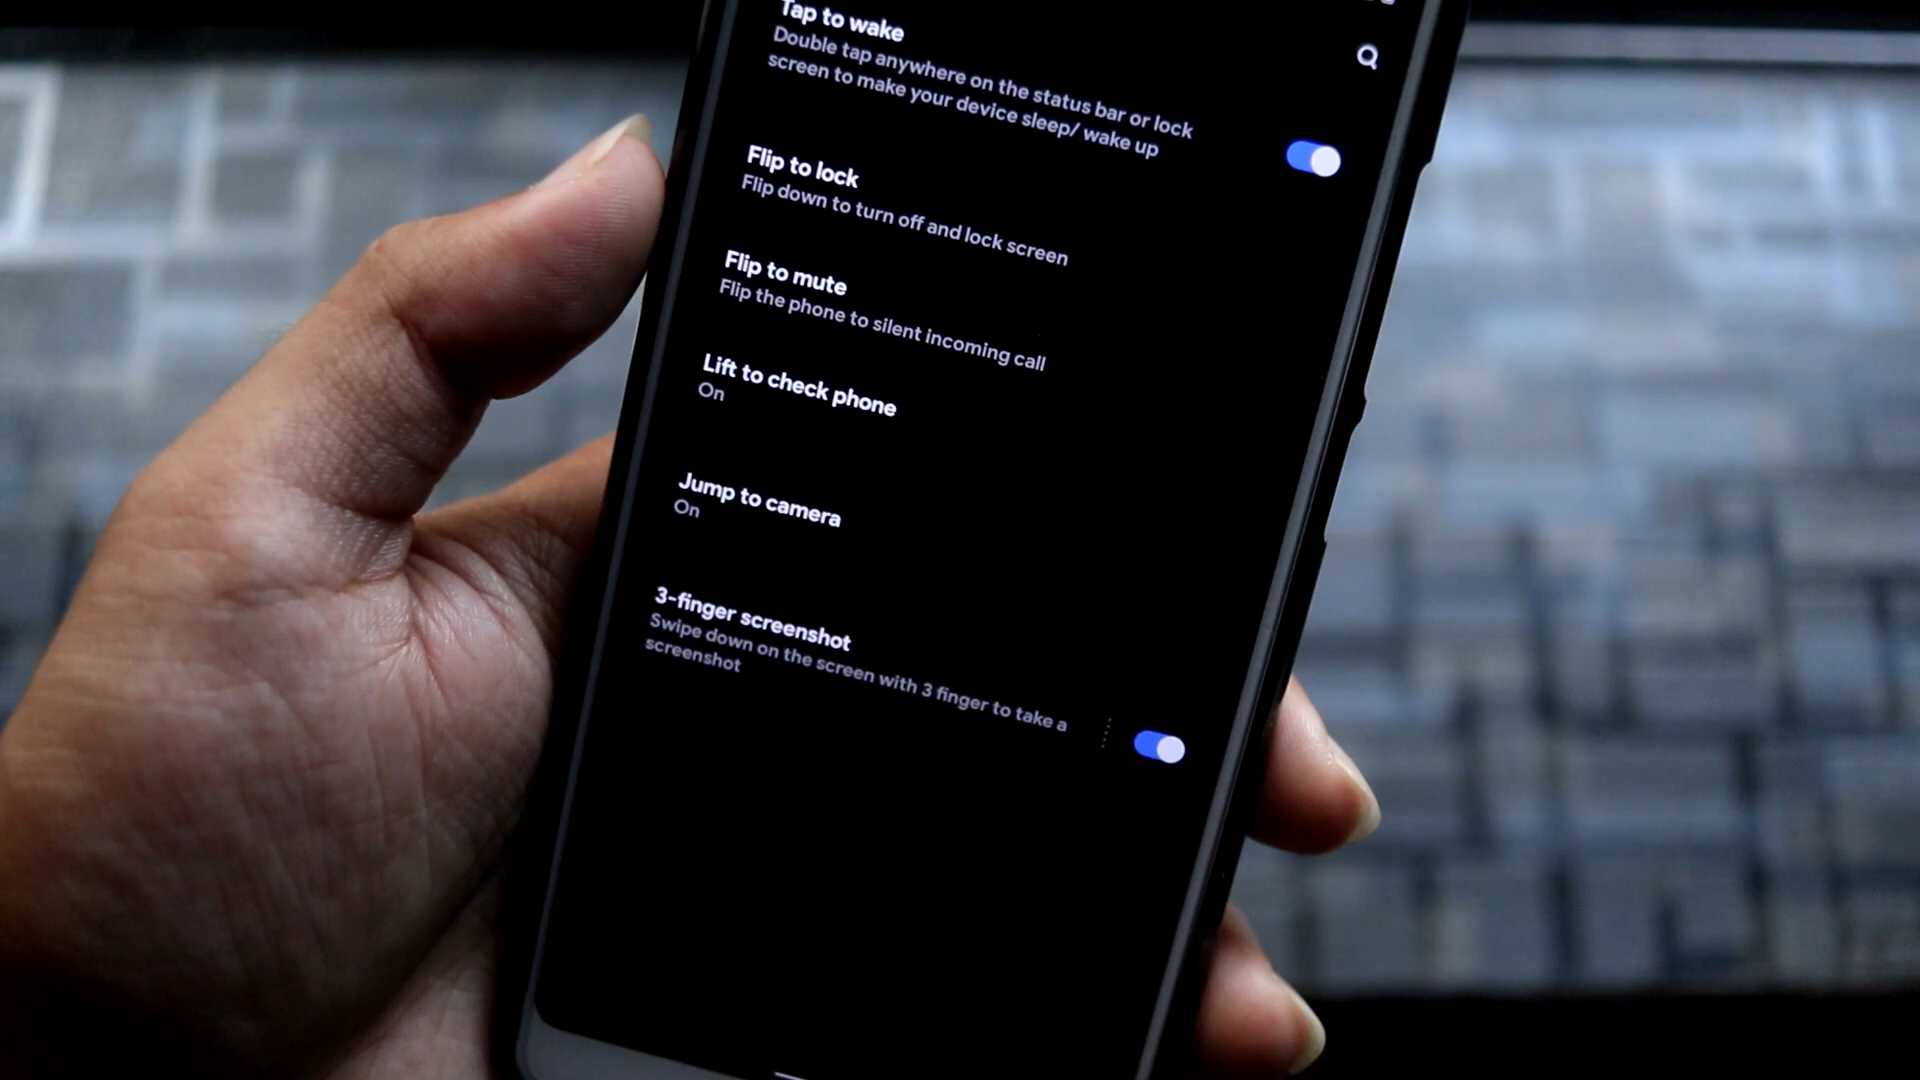 Tap to wake
Double tap anywhere on the status bar or lock
screen to make your device sleep/ wake up
Flip to lock
Flip down to turn off and lock screen
Flip to mute
Flip the phone to silent incoming call
Lift to check phone
On
Jump to camera
On
3-finger screenshot
Swipe down on the screen with 3 finger to take a
screenshot